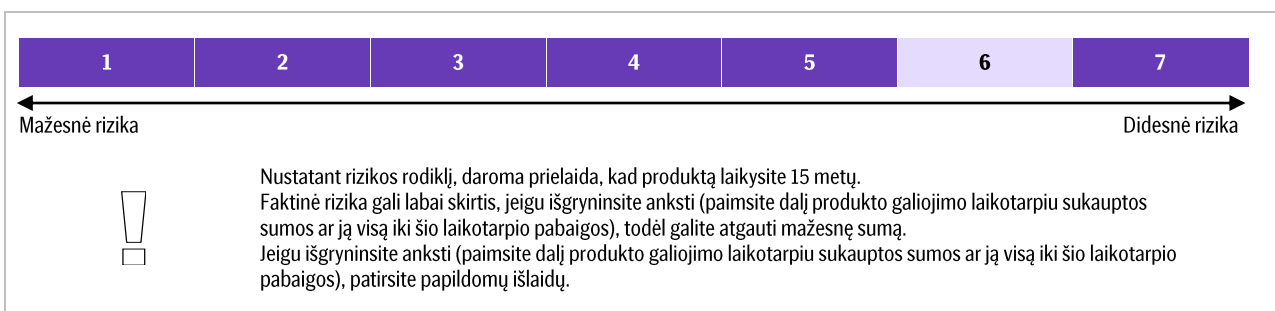 1 2 3 4 5 6 7
Mažesnė rizika Didesnė rizika
Nustatant rizikos rodiklį, daroma prielaida, kad produktą laikysite 15 metų.
Faktinė rizika gali labai skirtis, jeigu išgryninsite anksti (paimsite dalį produkto galiojimo laikotarpiu sukauptos
sumos ar ją visą iki šio laikotarpio pabaigos), todėl galite atgauti mažesnę sumą.
Jeigu išgryninsite anksti (paimsite dalį produkto galiojimo laikotarpiu sukauptos sumos ar ją visą iki šio laikotarpio
pabaigos), patirsite papildomų išlaidų.